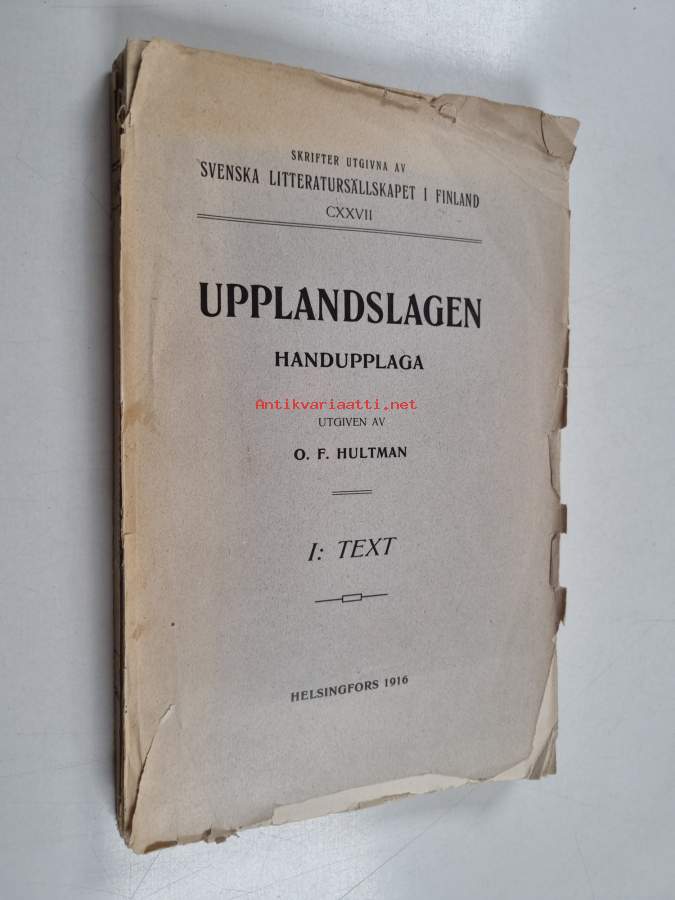 SKRIFTER UTGIVNA AV
SVENSKA LITTERATURSÄLLSKAPET I FINLAND
CXXVII
UPPLANDSLAGEN
HANDUPPLAGA
Antikvariaatti.net
UTGIVEN AV
O. F. HULTMAN
I: TEXT
HELSINGFORS 1916